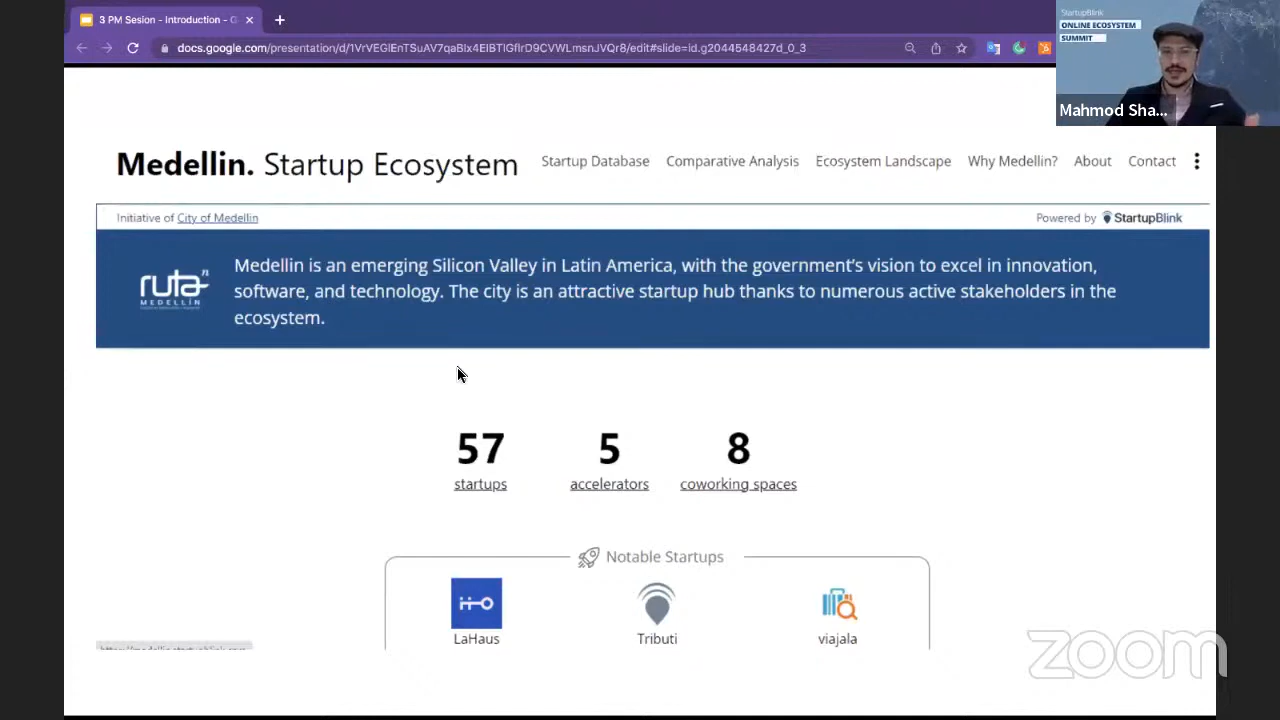 3 PM Sesion - Introduction - G
docs.google.com/presentation/d/1VrVEGlEnTSuAV7qaBlx4EIBTlGflrD9CVWLmsnJVQr8/edit#slide=id.g2044548427d_0_3
StartupBlink
ONLINE ECOSYSTEM
SUMMIT
Mahmod Sha...
Medellin. Startup Ecosystem
Startup Database Comparative Analysis Ecosystem Landscape Why Medellin? About Contact
Initiative of City of Medellin
Powered by StartupBlink
ruta n
MEDELLÍN
Medellin is an emerging Silicon Valley in Latin America, with the government's vision to excel in innovation,
software, and technology. The city is an attractive startup hub thanks to numerous active stakeholders in the
ecosystem.
57 5 8
startups accelerators coworking spaces
Notable Startups
LaHaus Tributi viajala
zoom